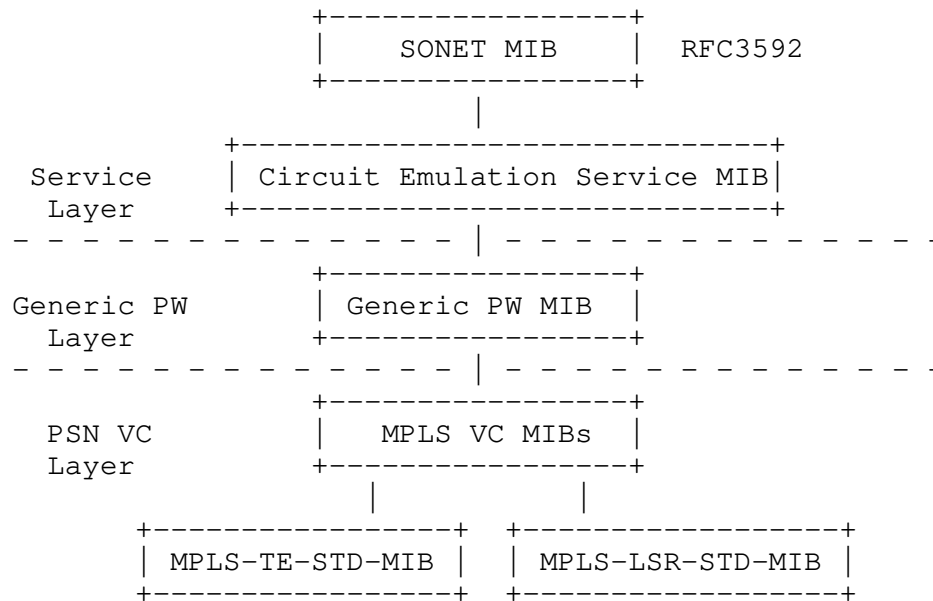 SONET MIB RFC3592
Service Circuit Emulation Service MIB
Layer
Generic PW Generic PW MIB
Layer
PSN VC MPLS VC MIBs
Layer
MPLS-TE-STD-MIB MPLS-LSR-STD-MIB